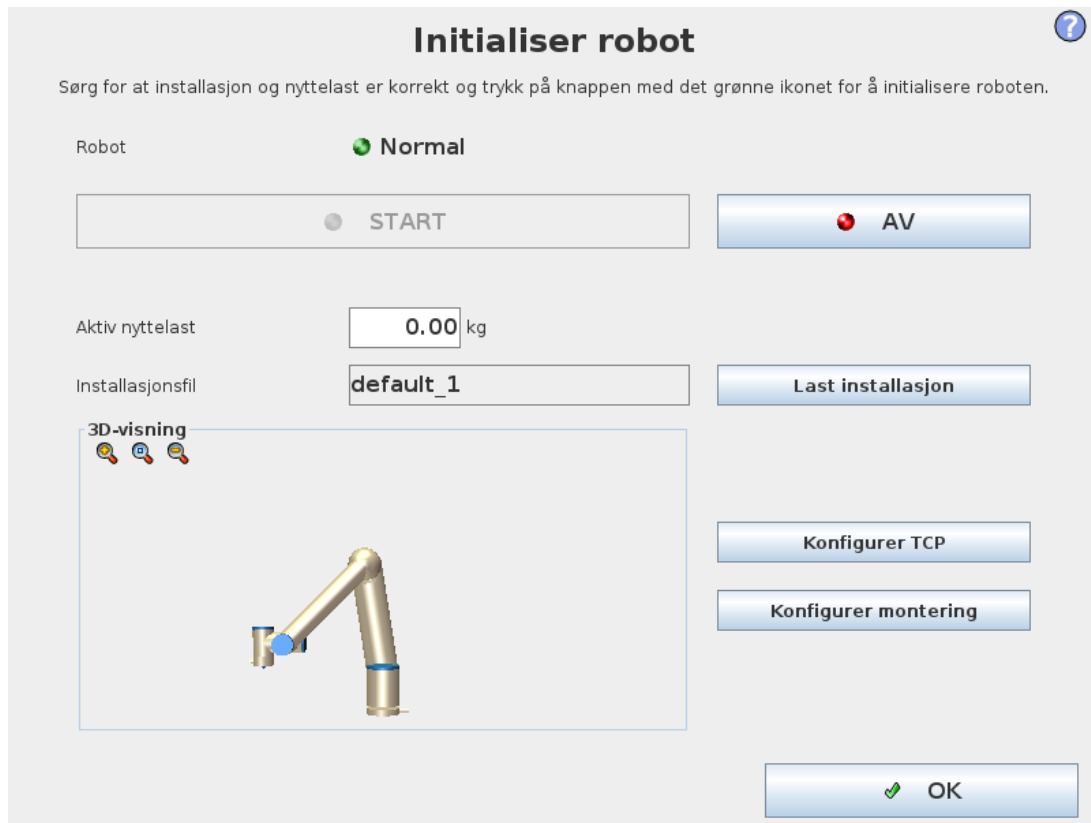 Initialiser robot
?
Sørg for at installasjon og nyttelast er korrekt og trykk på knappen med det grønne ikonet for å initialisere roboten.
Robot Normal
START AV
Aktiv nyttelast 0.00 kg
Installasjonsfil default_1 Last installasjon
3D-visning
Konfigurer TCP
Konfigurer montering
OK